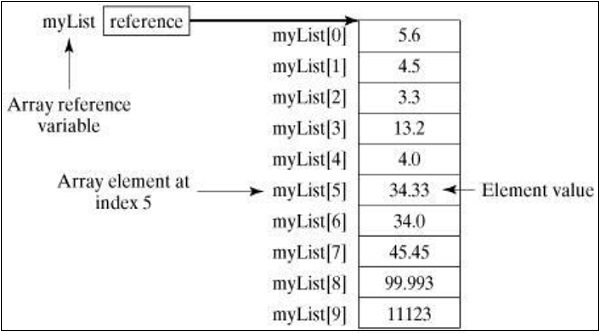 myList reference
myList[0] 5.6
myList[1] 4.5
myList[2] 3.3
Array reference
variable
myList[3] 13.2
myList[4] 4.0
Array element at
index 5
myList[5] 34.33 Element value
myList[6] 34.0
myList[7] 45.45
myList[8] 99.993
myList[9] 11123